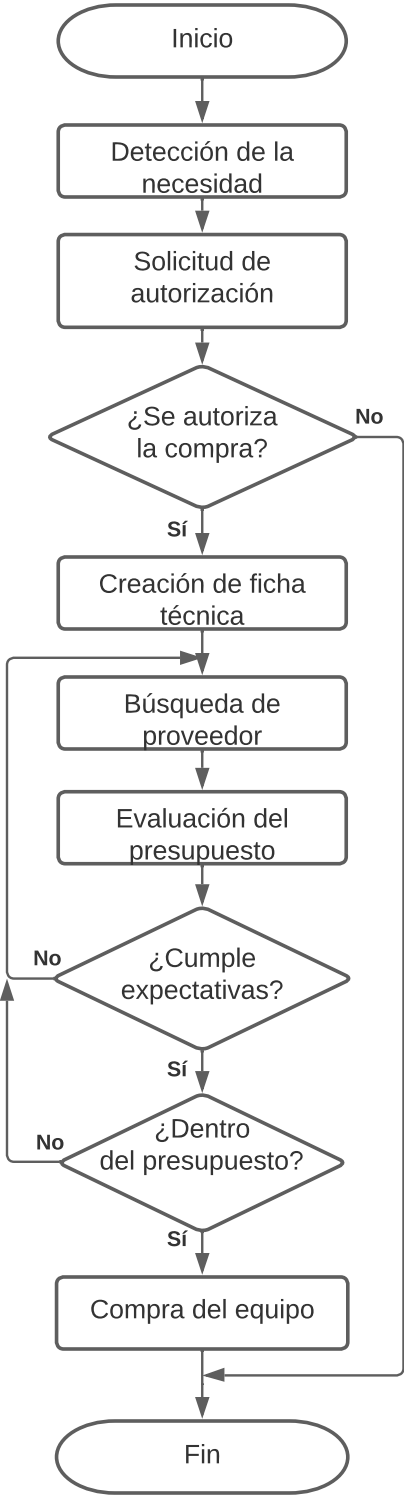 Inicio
Detección de la
necesidad
Solicitud de
autorización
¿Se autoriza
la compra?
No
Sí
Creación de ficha
técnica
Búsqueda de
proveedor
Evaluación del
presupuesto
¿Cumple
expectativas?
No
Sí
¿Dentro
del presupuesto?
No
Sí
Compra del equipo
Fin